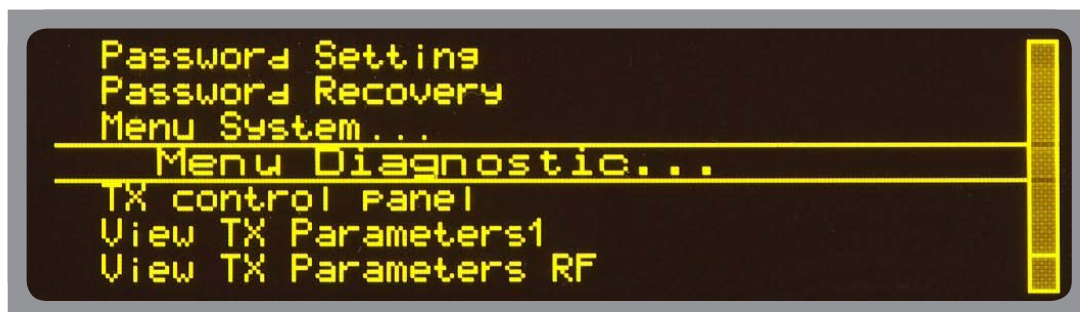 Password Setting
Password Recovery
Menu System...
Menu Diagnostic...
TX control panel
View TX Parameters1
View TX Parameters RF